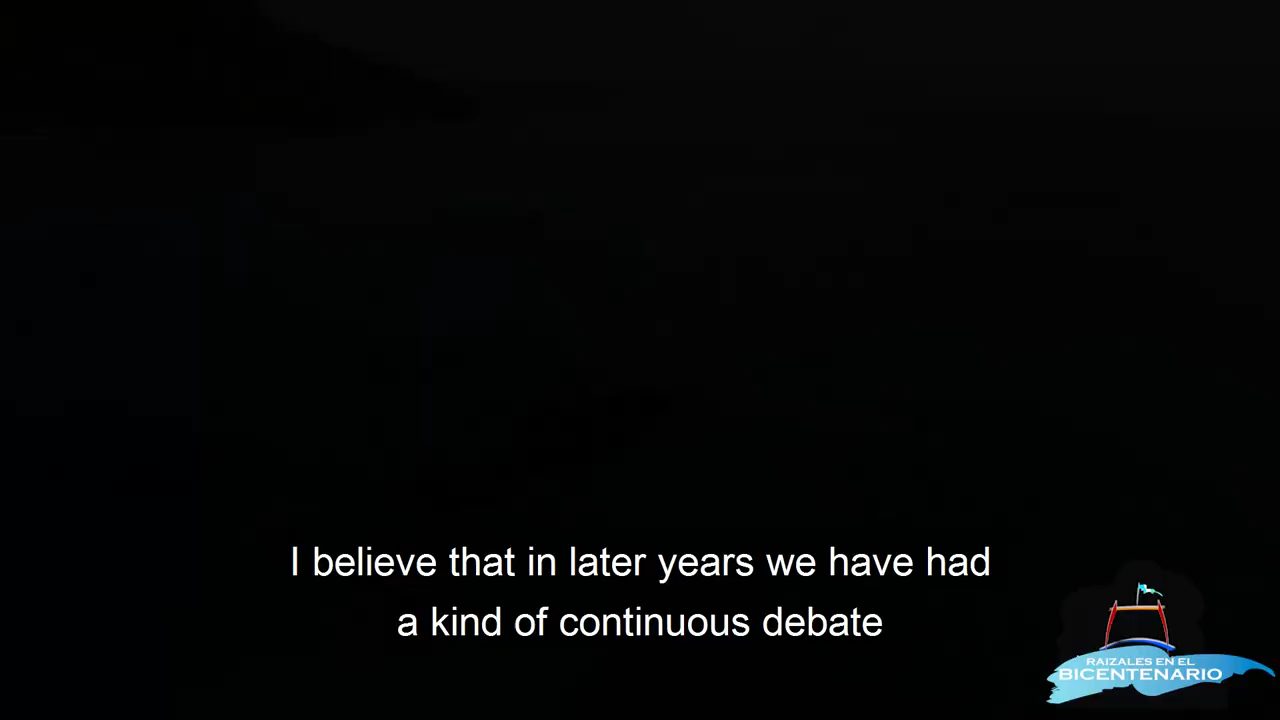 I believe that in later years we have had
a kind of continuous debate
RAIZALES EN EL
BICENTENARIO